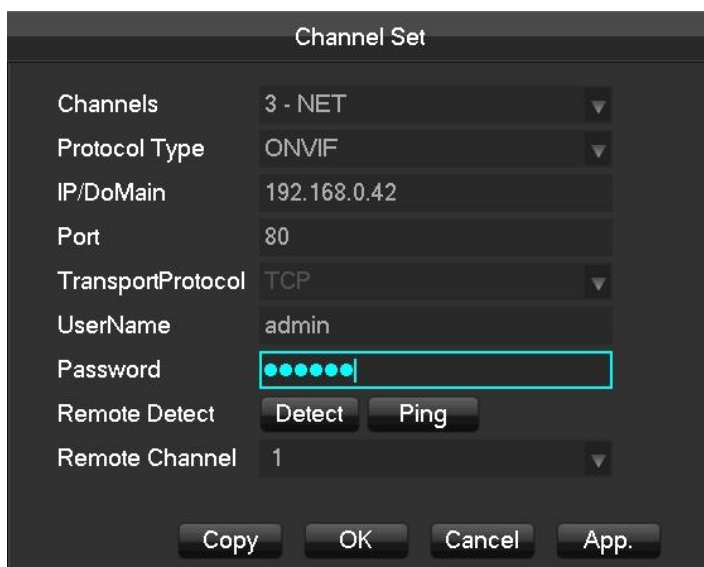 Channel Set
Channels 3 - NET
Protocol Type ONVIF
IP/DoMain 192.168.0.42
Port 80
TransportProtocol TCP
UserName admin
Password ●●●●●●
Remote Detect Detect Ping
Remote Channel 1
Copy OK Cancel App.